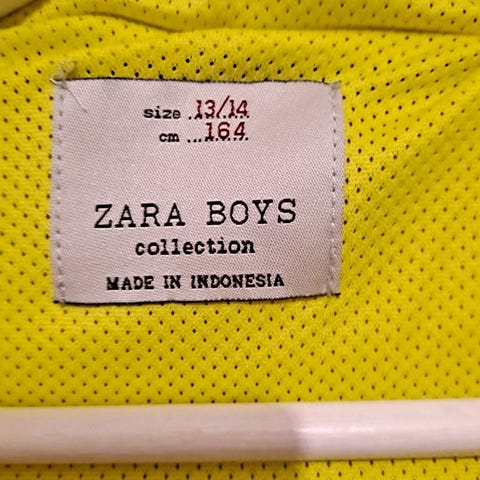 size ..13/14
cm ...164..
ZARA BOYS
collection
MADE IN INDONESIA